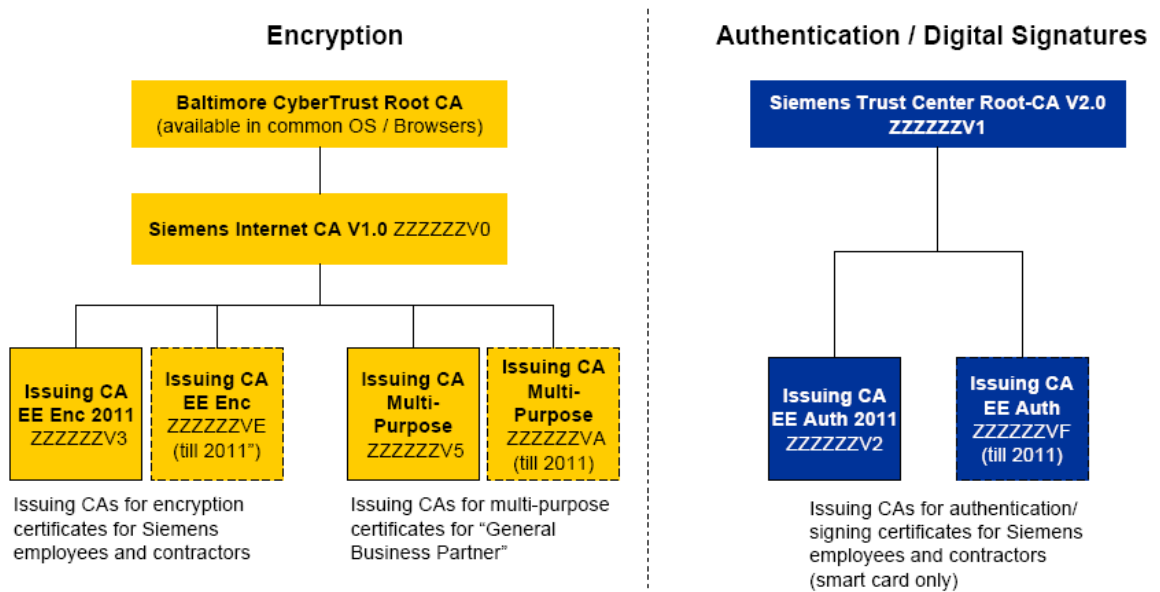 Encryption
Baltimore CyberTrust Root CA
(available in common OS / Browsers)
Siemens Internet CA V1.0 ZZZZZZV0
Issuing CA
EE Enc 2011
ZZZZZZV3
Issuing CA
EE Enc
ZZZZZZVE
(till 2011”)
Issuing CA
Multi-
Purpose
ZZZZZZV5
Issuing CA
Multi-
Purpose
ZZZZZZVA
(till 2011)
Issuing CAs for encryption
certificates for Siemens
employees and contractors
Issuing CAs for multi-purpose
certificates for “General
Business Partner”
Authentication / Digital Signatures
Siemens Trust Center Root-CA V2.0
ZZZZZZV1
Issuing CA
EE Auth 2011
ZZZZZZV2
Issuing CA
EE Auth
ZZZZZZVF
(till 2011)
Issuing CAs for authentication/
signing certificates for Siemens
employees and contractors
(smart card only)